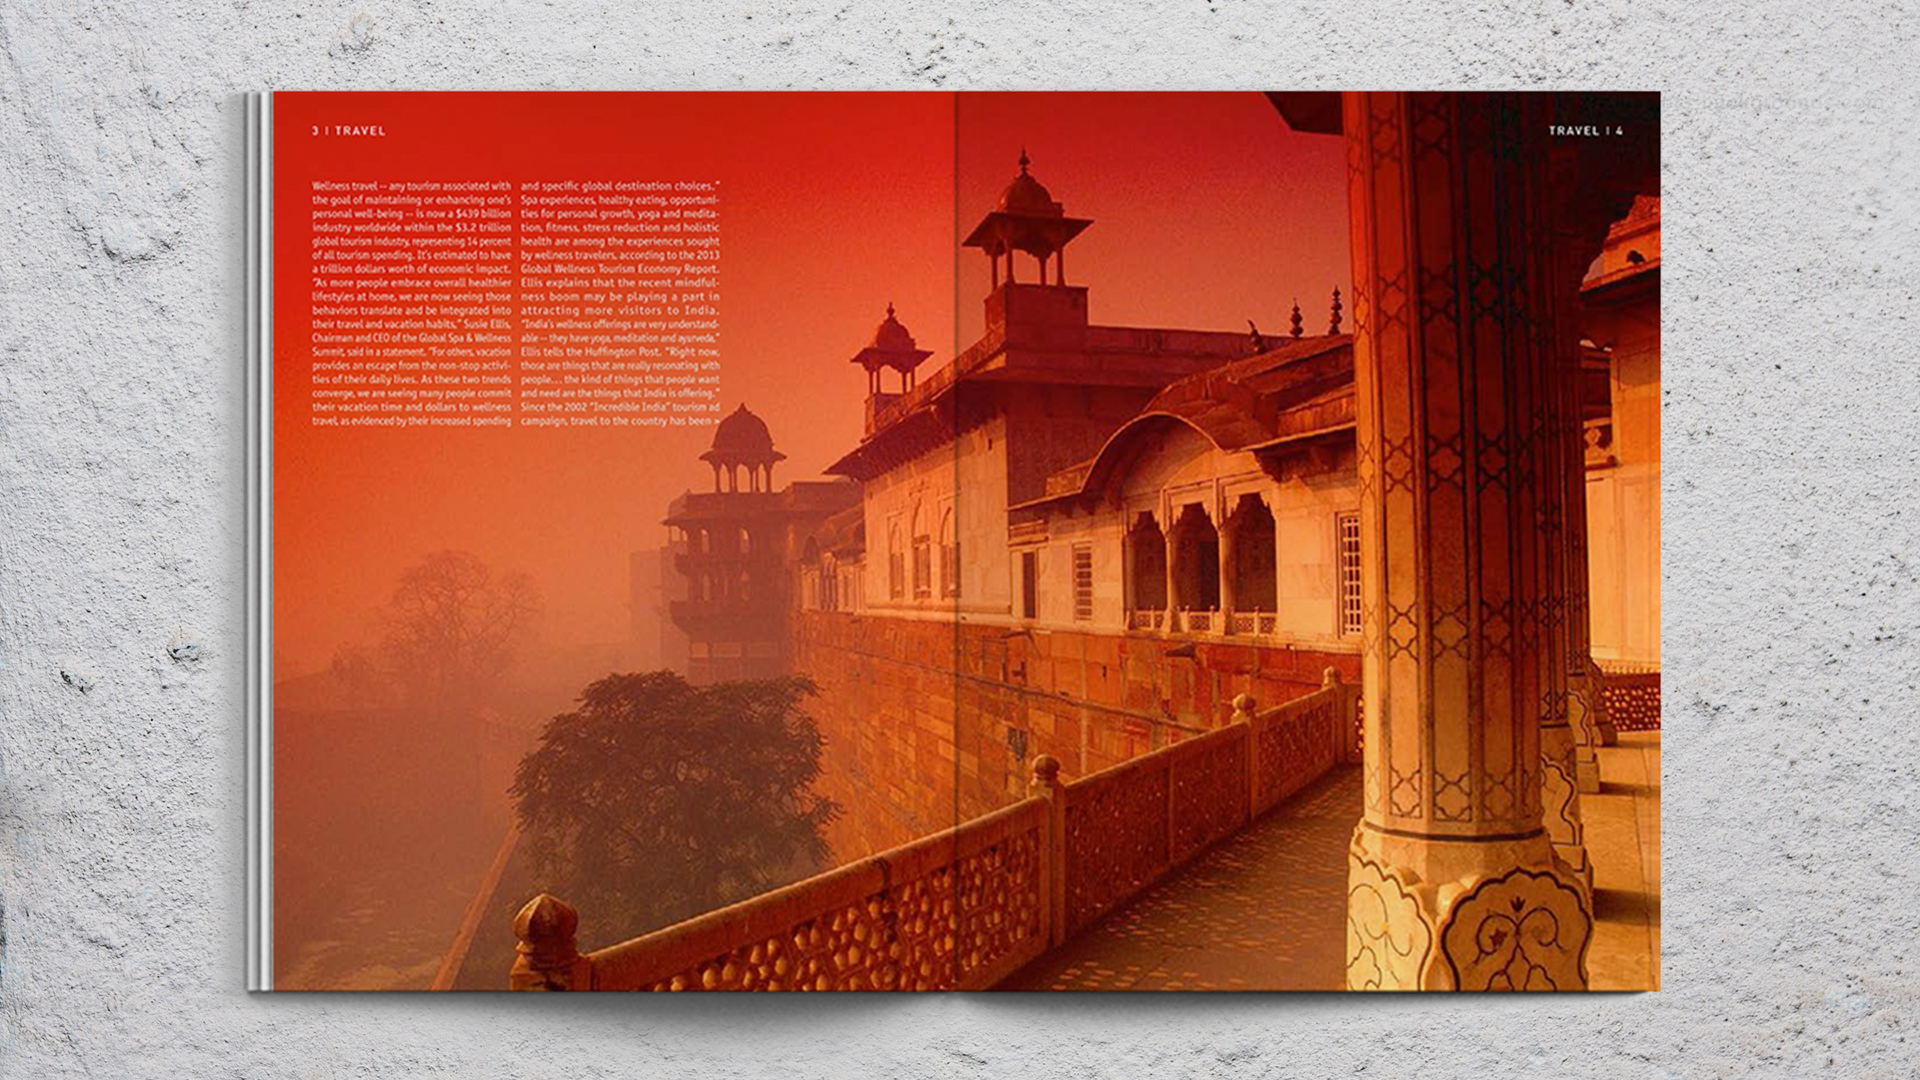 3 | TRAVEL
TRAVEL | 4
Wellness travel -- any tourism associated with
the goal of maintaining or enhancing one's
personal well-being -- is now a $439 billion
industry worldwide within the $3.2 trillion
global tourism industry, representing 14 percent
of all tourism spending. It's estimated to have
a trillion dollars worth of economic impact.
"As more people embrace overall healthier
lifestyles at home, we are now seeing those
behaviors translate and be integrated into
their travel and vacation habits," Susie Ellis,
Chairman and CEO of the Global Spa & Wellness
Summit, said in a statement. "For others, vacation
provides an escape from the non-stop activi-
ties of their daily lives. As these two trends
converge, we are seeing many people commit
their vacation time and dollars to wellness
travel, as evidenced by their increased spending
and specific global destination choices."
Spa experiences, healthy eating, opportuni-
ties for personal growth, yoga and medita-
tion, fitness, stress reduction and holistic
health are among the experiences sought
by wellness travelers, according to the 2013
Global Wellness Tourism Economy Report.
Ellis explains that the recent mindful-
ness boom may be playing a part in
attracting more visitors to India.
"India's wellness offerings are very understand-
able -- they have yoga, meditation and ayurveda,"
Ellis tells the Huffington Post. "Right now,
those are things that are really resonating with
people... the kind of things that people want
and need are the things that India is offering."
Since the 2002 "Incredible India" tourism ad
campaign, travel to the country has been »